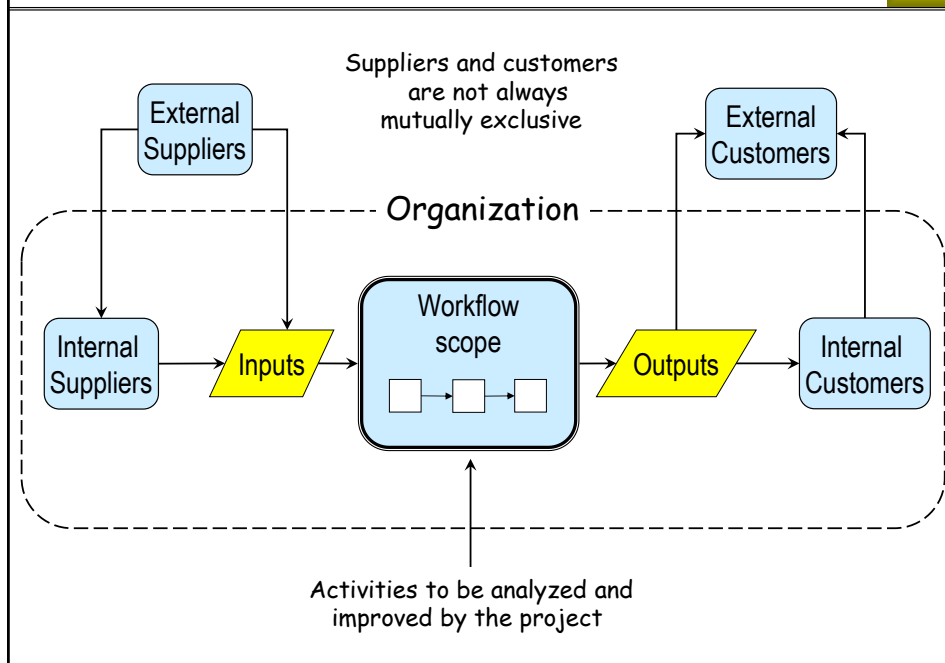 Suppliers and customers
are not always
mutually exclusive
External
Suppliers
External
Customers
Organization
Workflow
scope
Internal
Suppliers
Inputs
Outputs
Internal
Customers
Activities to be analyzed and
improved by the project